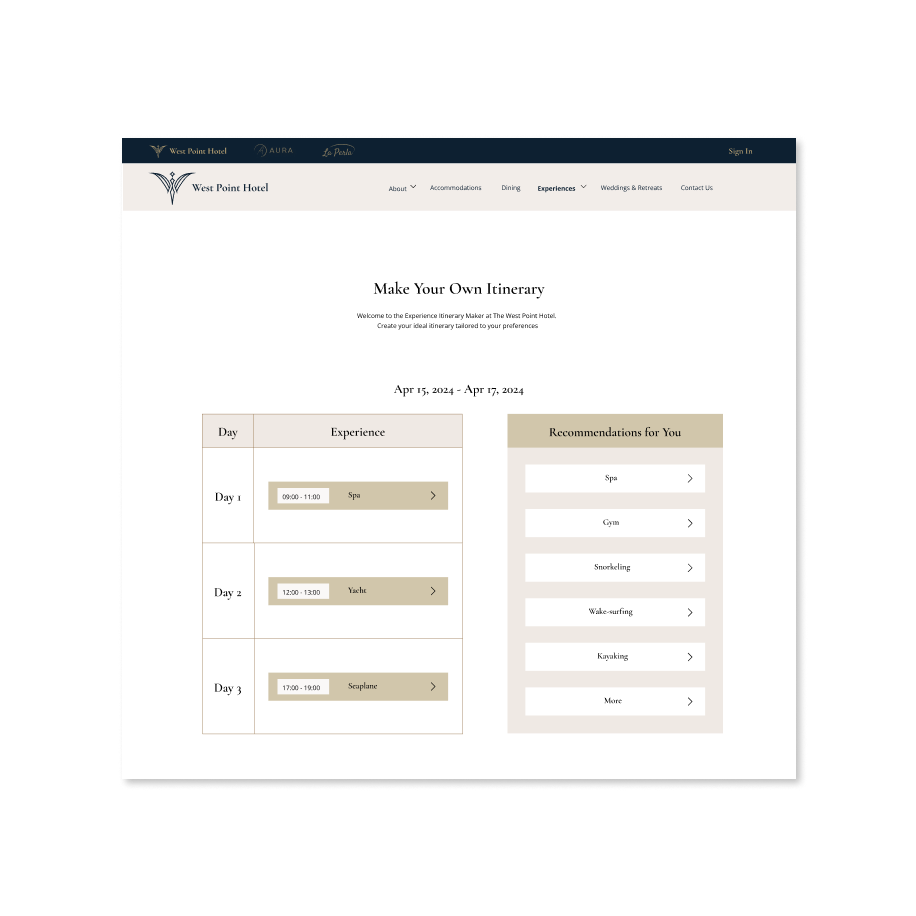 West Point Hotel
AURA
La Perla
Sign In
West Point Hotel
About
Accommodations
Dining
Experiences
Weddings & Retreats
Contact Us
Make Your Own Itinerary
Welcome to the Experience Itinerary Maker at The West Point Hotel.
Create your ideal itinerary tailored to your preferences
Apr 15, 2024 - Apr 17, 2024
Day
Experience
Day 1
09:00 - 11:00
Spa
Day 2
12:00 - 13:00
Yacht
Day 3
17:00 - 19:00
Seaplane
Recommendations for You
Spa
Gym
Snorkeling
Wake-surfing
Kayaking
More